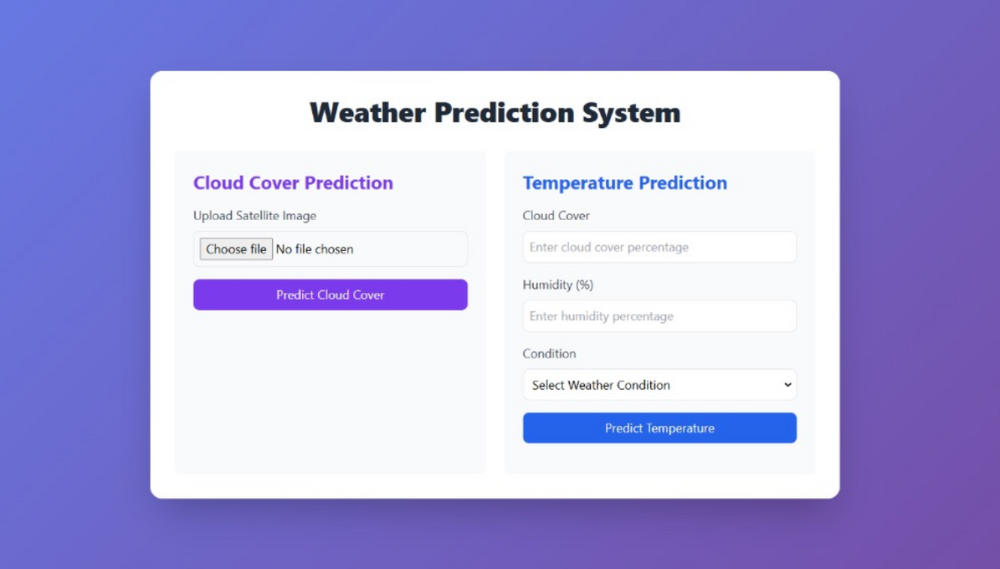 Weather Prediction System
Cloud Cover Prediction
Upload Satellite Image
Choose file No file chosen
Predict Cloud Cover
Temperature Prediction
Cloud Cover
Enter cloud cover percentage
Humidity (%)
Enter humidity percentage
Condition
Select Weather Condition
Predict Temperature